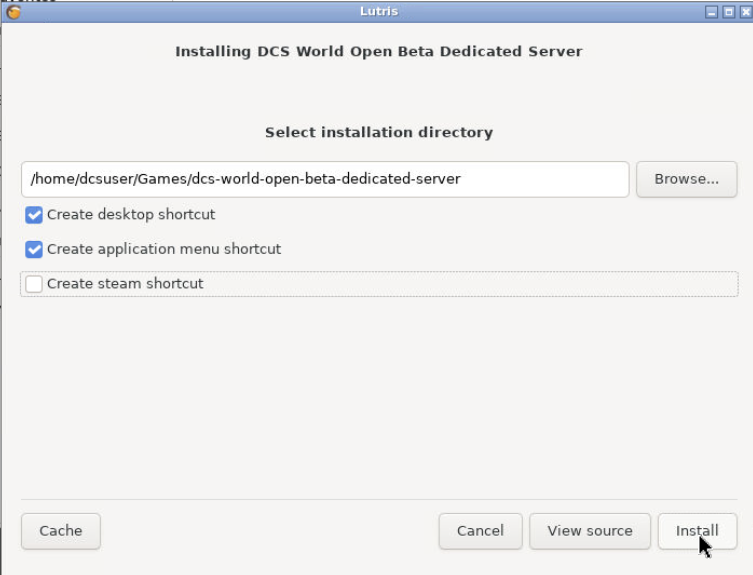 Lutris
Installing DCS World Open Beta Dedicated Server
Select installation directory
/home/dcsuser/Games/dcs-world-open-beta-dedicated-server
Browse...
Create desktop shortcut
Create application menu shortcut
Create steam shortcut
Cache
Cancel
View source
Install